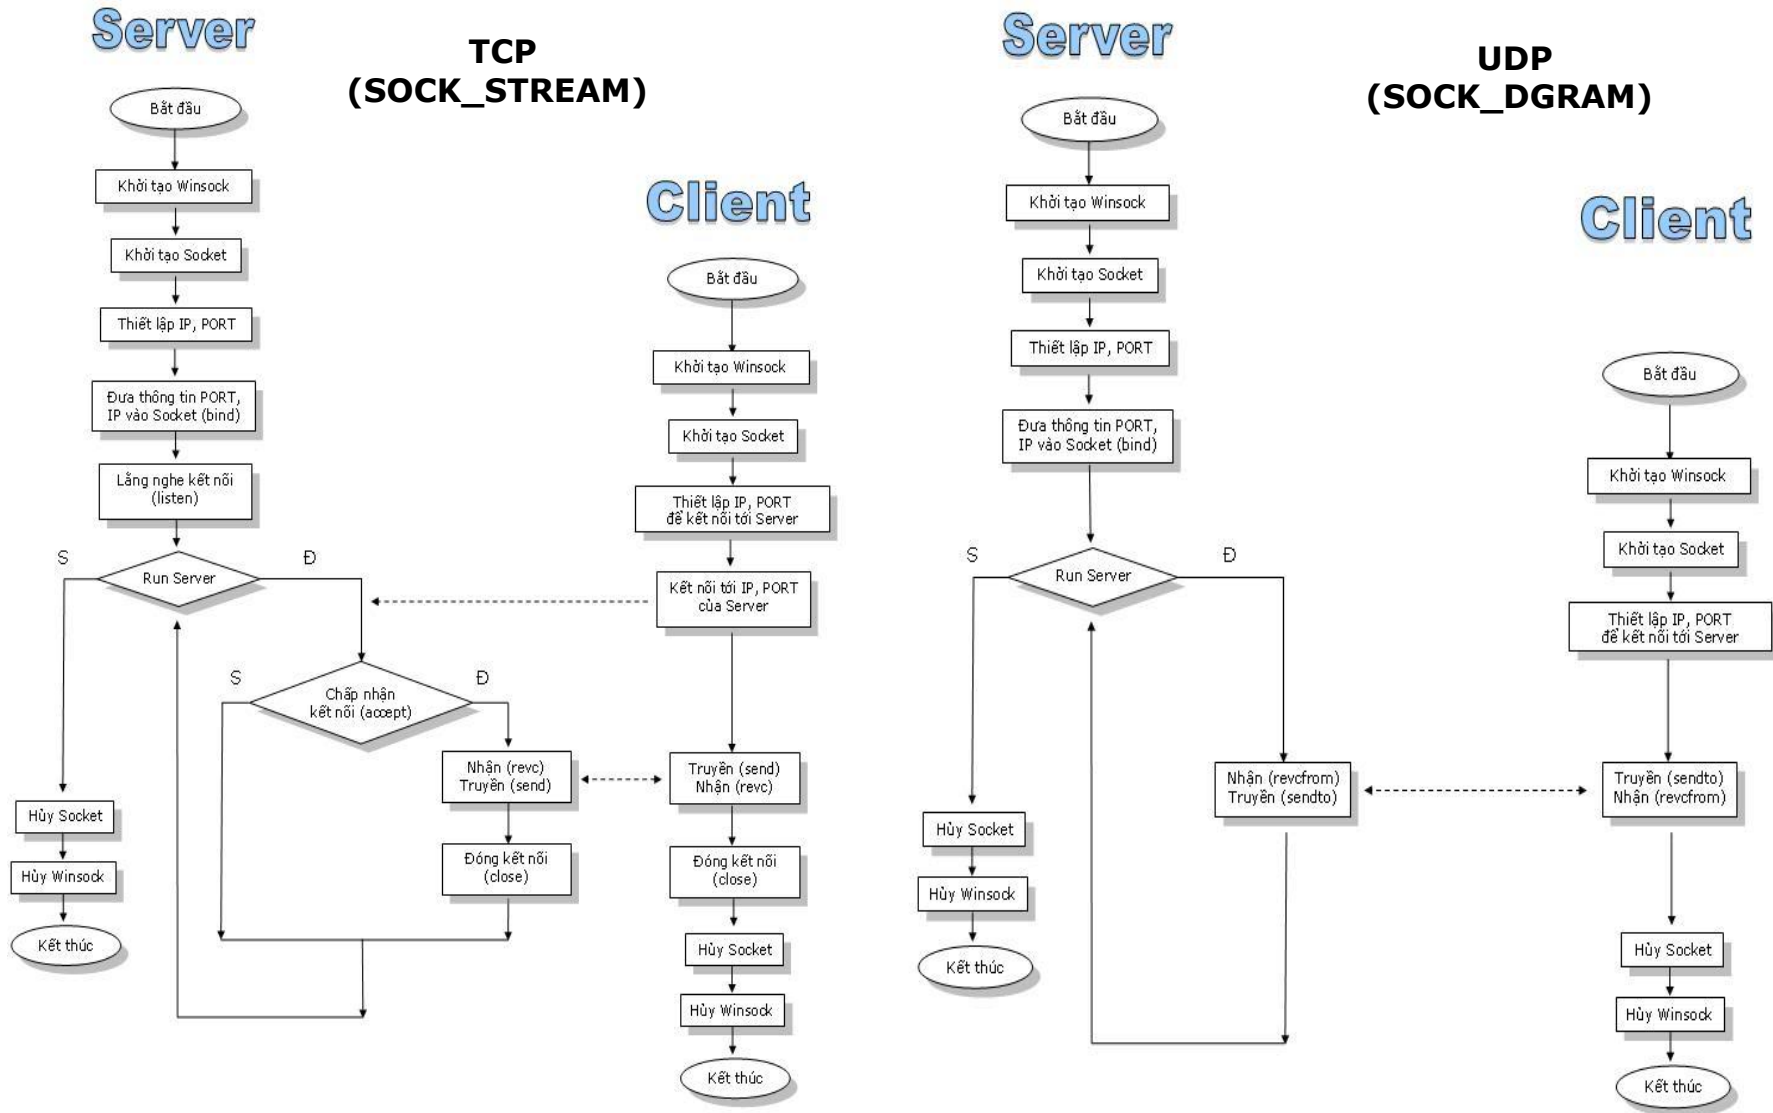 Server
TCP
(SOCK_STREAM)
Bắt đầu
Khởi tạo Winsock
Khởi tạo Socket
Thiết lập IP, PORT
Đưa thông tin PORT,
IP vào Socket (bind)
Lắng nghe kết nối
(listen)
S
Run Server
Đ
S
Chấp nhận
kết nối (accept)
Đ
Nhận (revc)
Truyền (send)
Đóng kết nối
(close)
Hủy Socket
Hủy Winsock
Kết thúc
Client
Bắt đầu
Khởi tạo Winsock
Khởi tạo Socket
Thiết lập IP, PORT
để kết nối tới Server
Kết nối tới IP, PORT
của Server
Truyền (send)
Nhận (revc)
Đóng kết nối
(close)
Hủy Socket
Hủy Winsock
Kết thúc
Server
UDP
(SOCK_DGRAM)
Bắt đầu
Khởi tạo Winsock
Khởi tạo Socket
Thiết lập IP, PORT
Đưa thông tin PORT,
IP vào Socket (bind)
S
Run Server
Đ
Nhận (revcfrom)
Truyền (sendto)
Hủy Socket
Hủy Winsock
Kết thúc
Client
Bắt đầu
Khởi tạo Winsock
Khởi tạo Socket
Thiết lập IP, PORT
để kết nối tới Server
Truyền (sendto)
Nhận (revcfrom)
Hủy Socket
Hủy Winsock
Kết thúc